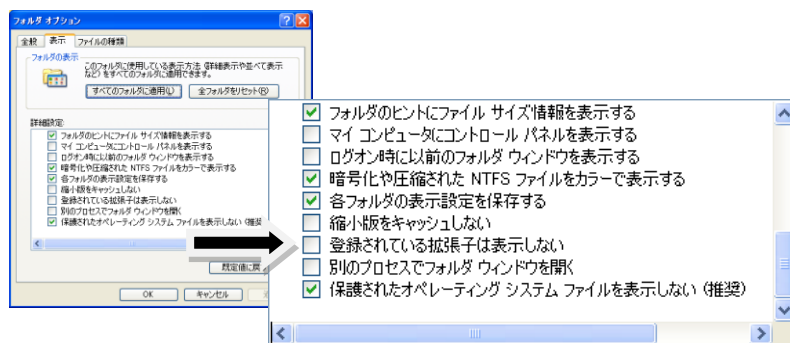 フォルダ オプション
全般
表示
ファイルの種類
フォルダの表示
このフォルダに使用している表示方法 (詳細表示や並べて表示
など) をすべてのフォルダに適用できます。
すべてのフォルダに適用(L)
全フォルダをリセット(R)
詳細設定:
フォルダのヒントにファイル サイズ情報を表示する
マイ コンピュータにコントロール パネルを表示する
ログオン時に以前のフォルダ ウィンドウを表示する
暗号化や圧縮された NTFS ファイルをカラーで表示する
各フォルダの表示設定を保存する
縮小版をキャッシュしない
登録されている拡張子は表示しない
別のプロセスでフォルダ ウィンドウを開く
保護されたオペレーティング システム ファイルを表示しない (推奨
既定値に戻
OK
キャンセル
フォルダのヒントにファイル サイズ情報を表示する
マイ コンピュータにコントロール パネルを表示する
ログオン時に以前のフォルダ ウィンドウを表示する
暗号化や圧縮された NTFS ファイルをカラーで表示する
各フォルダの表示設定を保存する
縮小版をキャッシュしない
登録されている拡張子は表示しない
別のプロセスでフォルダ ウィンドウを開く
保護されたオペレーティング システム ファイルを表示しない (推奨)